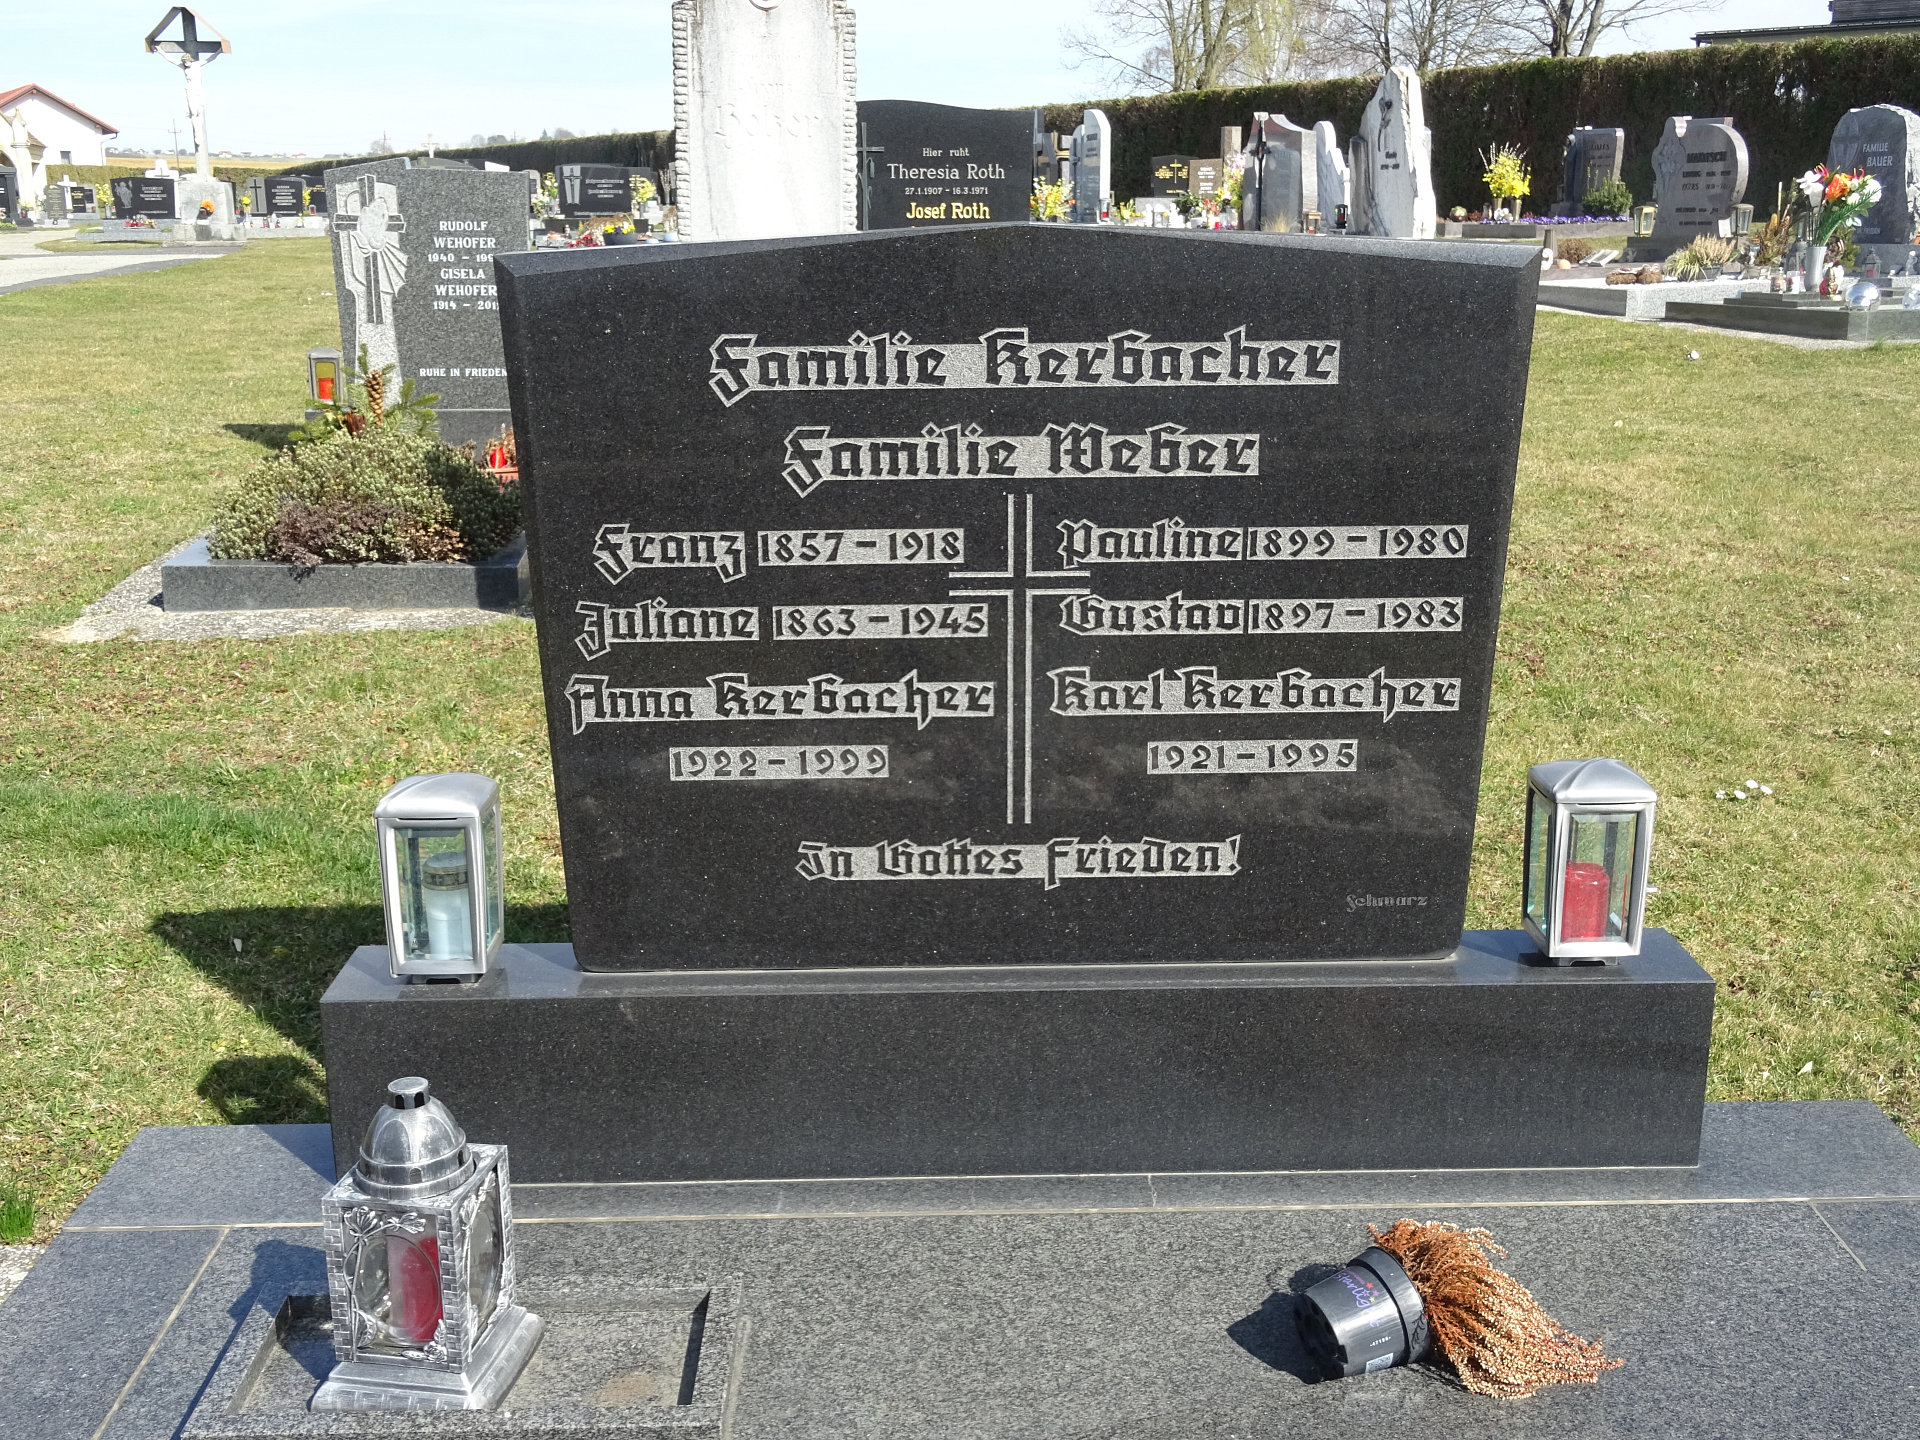 Familie Kerbacher
Familie Weber
Franz 1857 – 1918
Juliane 1863 – 1945
Anna Kerbacher
1922 – 1999
Pauline 1899 – 1980
Gustav 1897 – 1983
Karl Kerbacher
1921 – 1995
In Gottes Frieden!
Schwarz
RUDOLF
WEHOFER
1940 –
GISELA
WEHOFER
1914 –
RUHE IN FRIEDEN
Hier ruht
Theresia Roth
27.1.1907 - 16.3.1971
Josef Roth
FAMILIE
BAUER